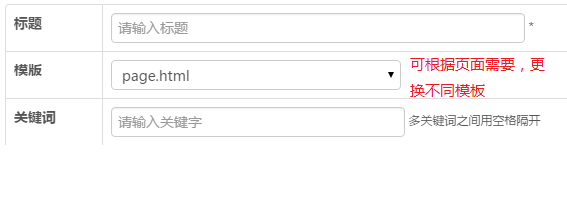 标题 请输入标题 *
模版 page.html 可根据页面需要，更
换不同模板
关键词 请输入关键字 多关键词之间用空格隔开